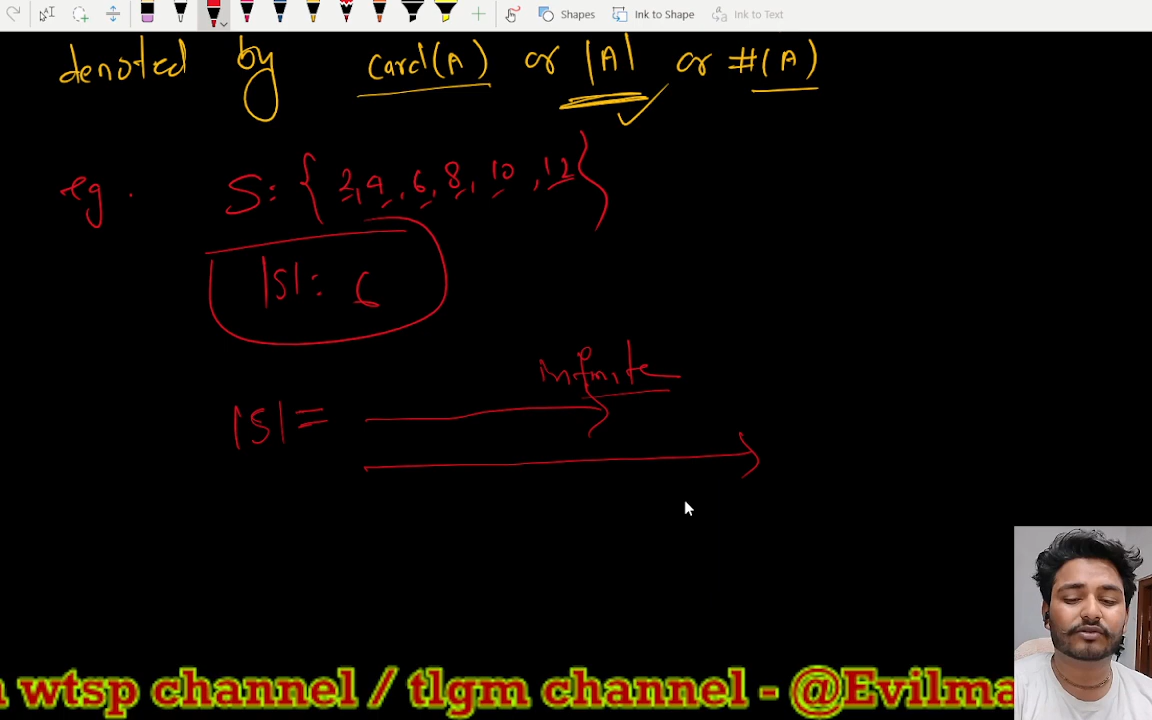 Shapes Ink to Shape Ink to Text
denoted by card(A) or |A| or #(A)
eg. S: { 2, 4, 6, 8, 10, 12 }
|S| : 6
infinite
|S| =
wtsp channel / tlgm channel - @Evilma